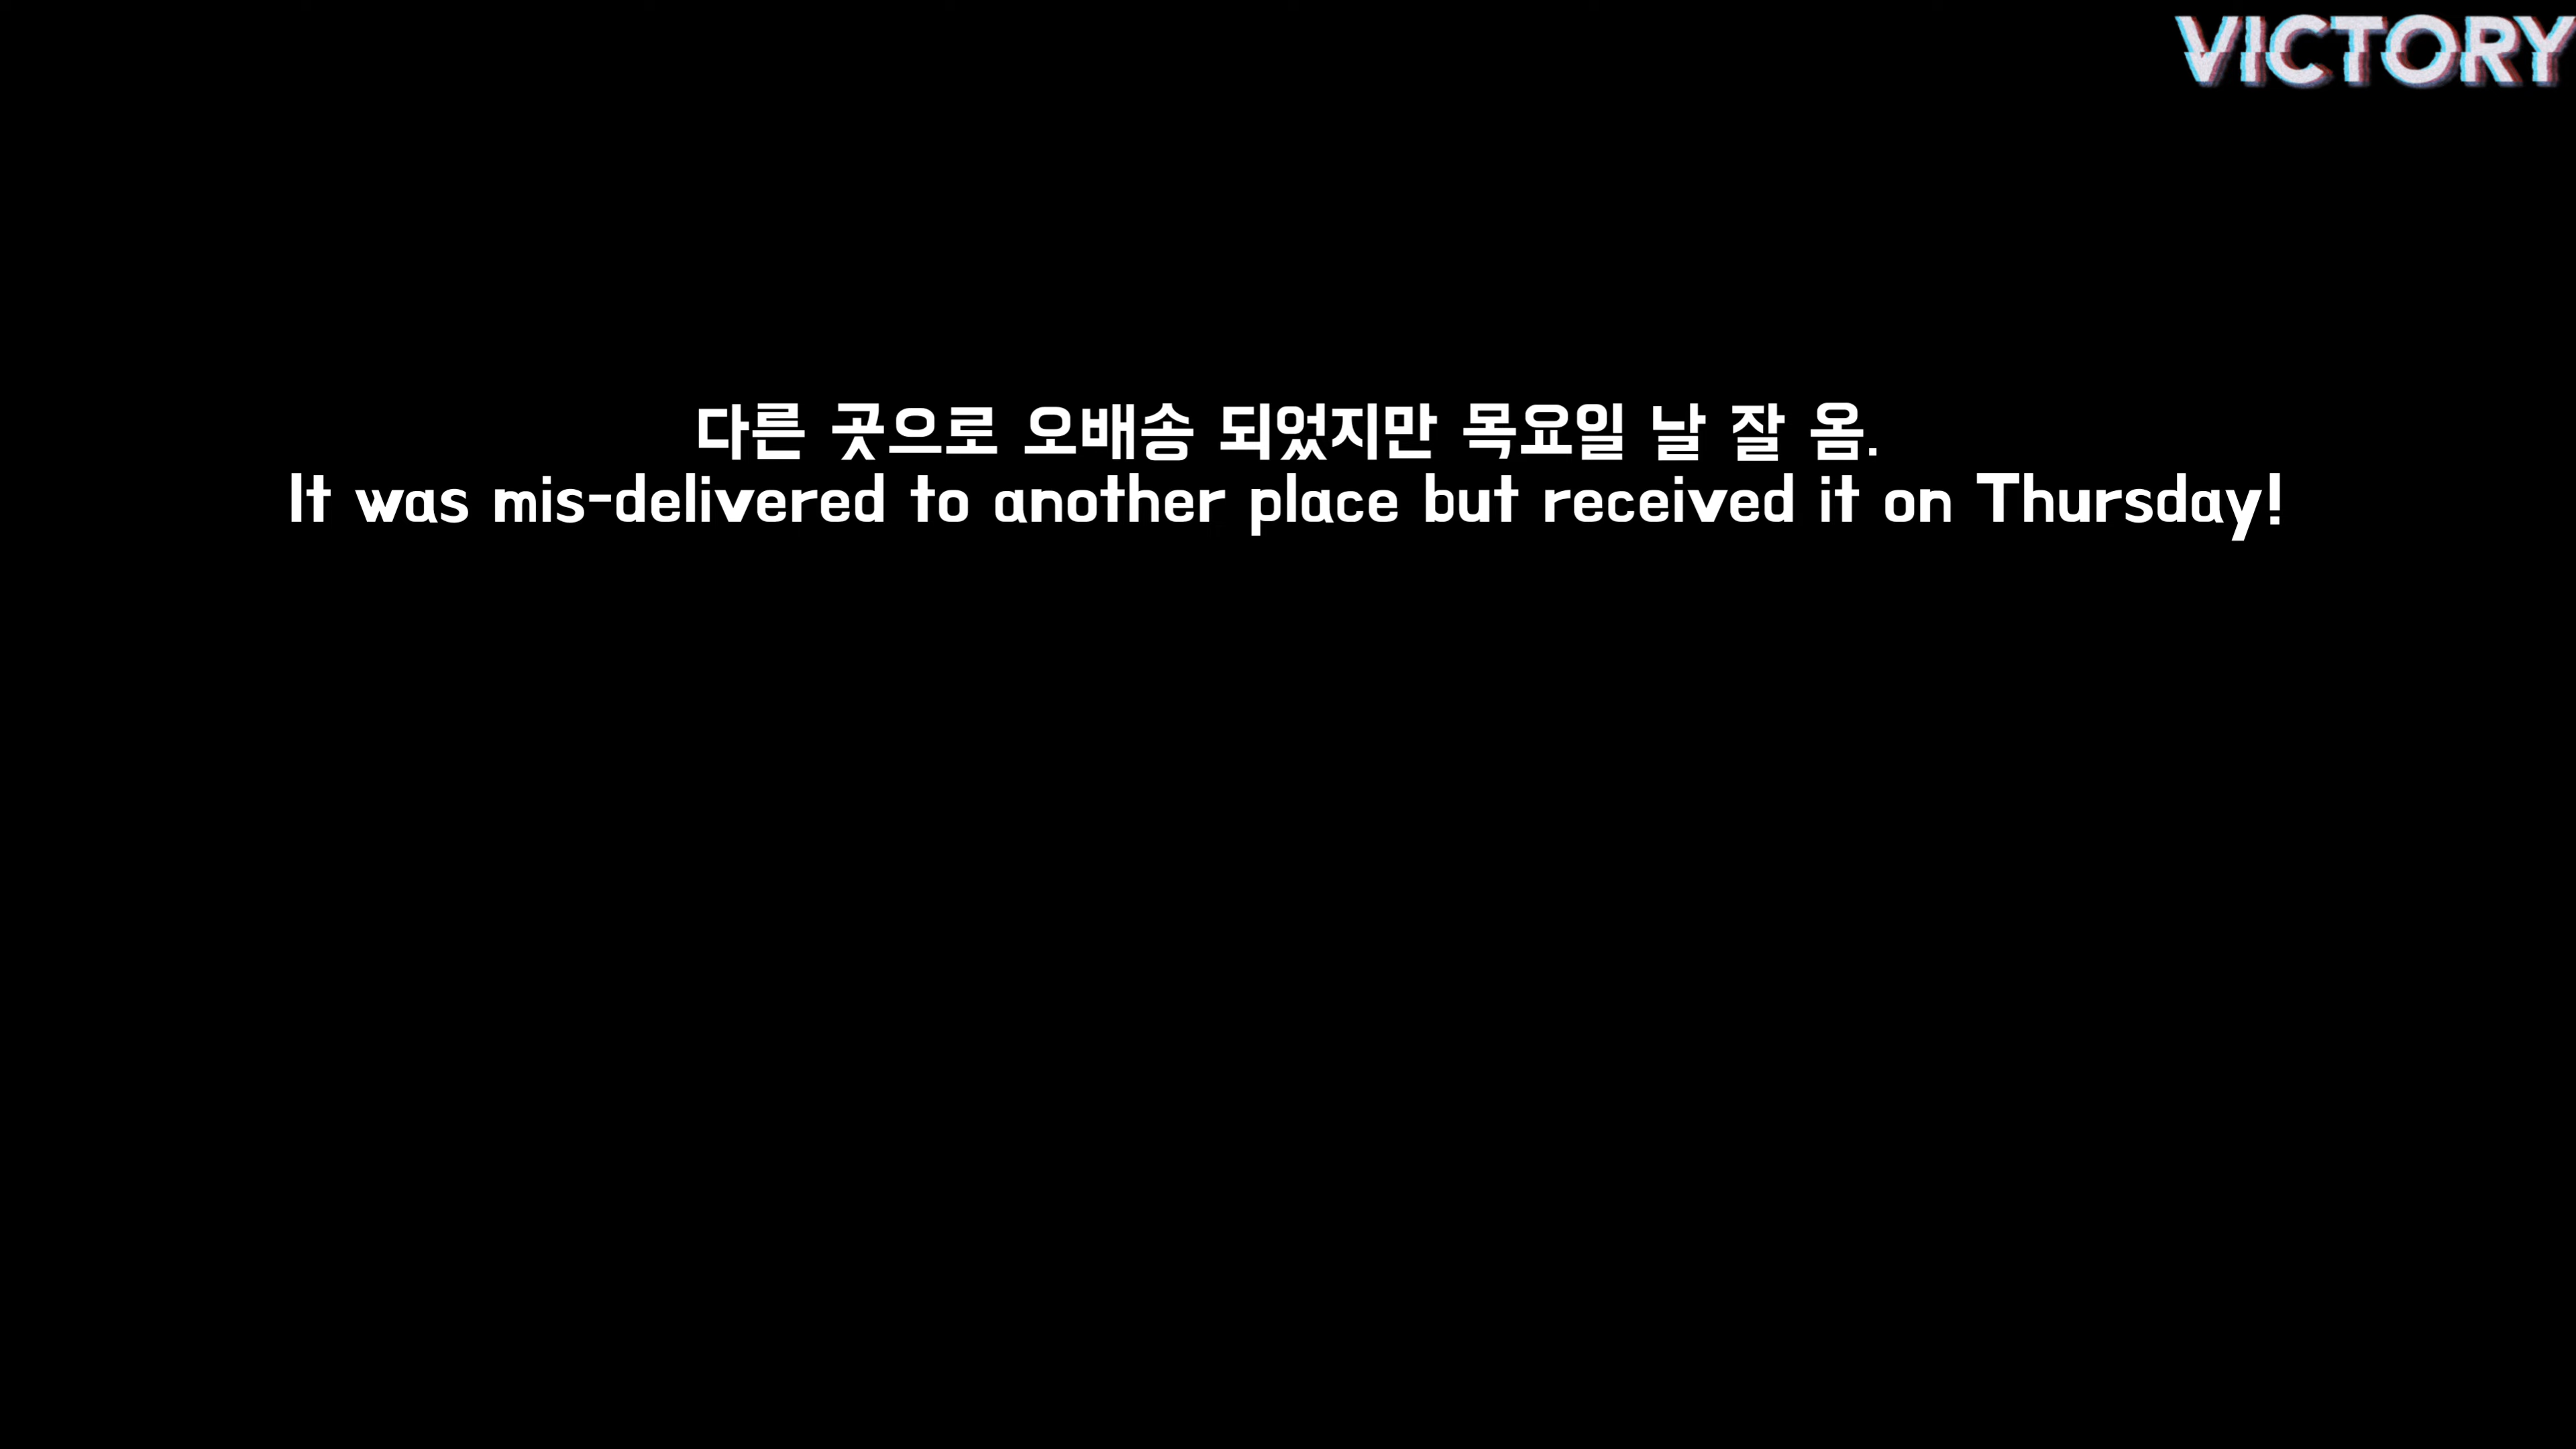 VICTORY
다른 곳으로 오배송 되었지만 목요일 날 잘 옴.
It was mis-delivered to another place but received it on Thursday!